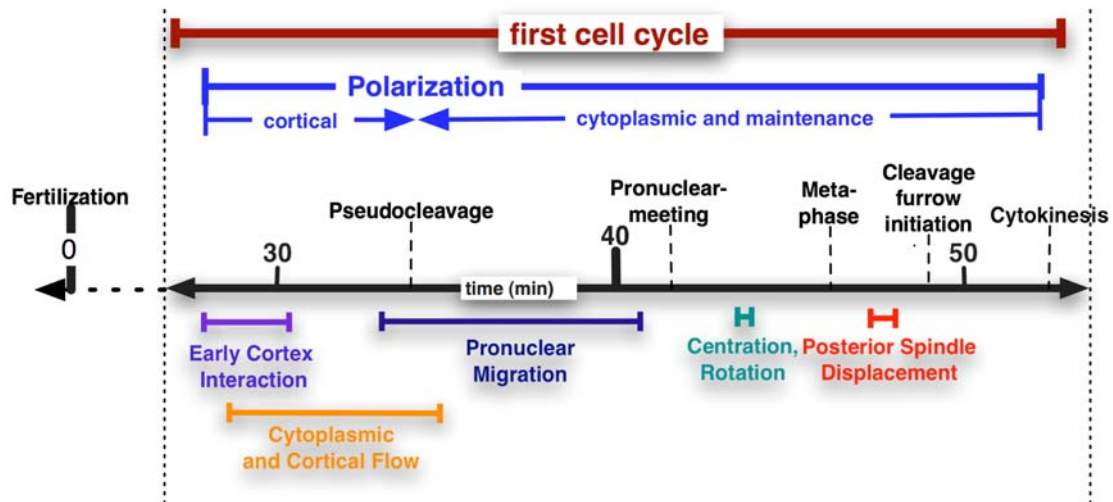 first cell cycle
Polarization
cortical
cytoplasmic and maintenance
Fertilization
0
Pseudocleavage
Pronuclear-
meeting
Meta-
phase
Cleavage
furrow
initiation
Cytokinesis
30
40
50
time (min)
Early Cortex
Interaction
Pronuclear
Migration
Centration,
Rotation
Posterior Spindle
Displacement
Cytoplasmic
and Cortical Flow